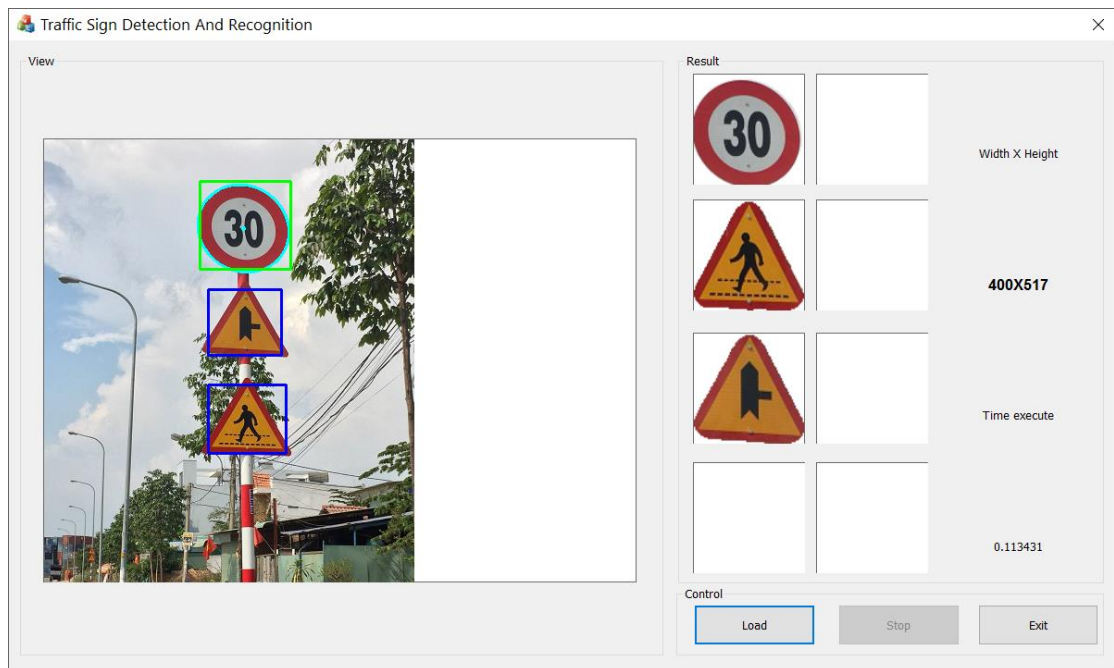 Traffic Sign Detection And Recognition
View
30
Result
30
Width X Height
400X517
Time execute
0.113431
Control
Load
Stop
Exit